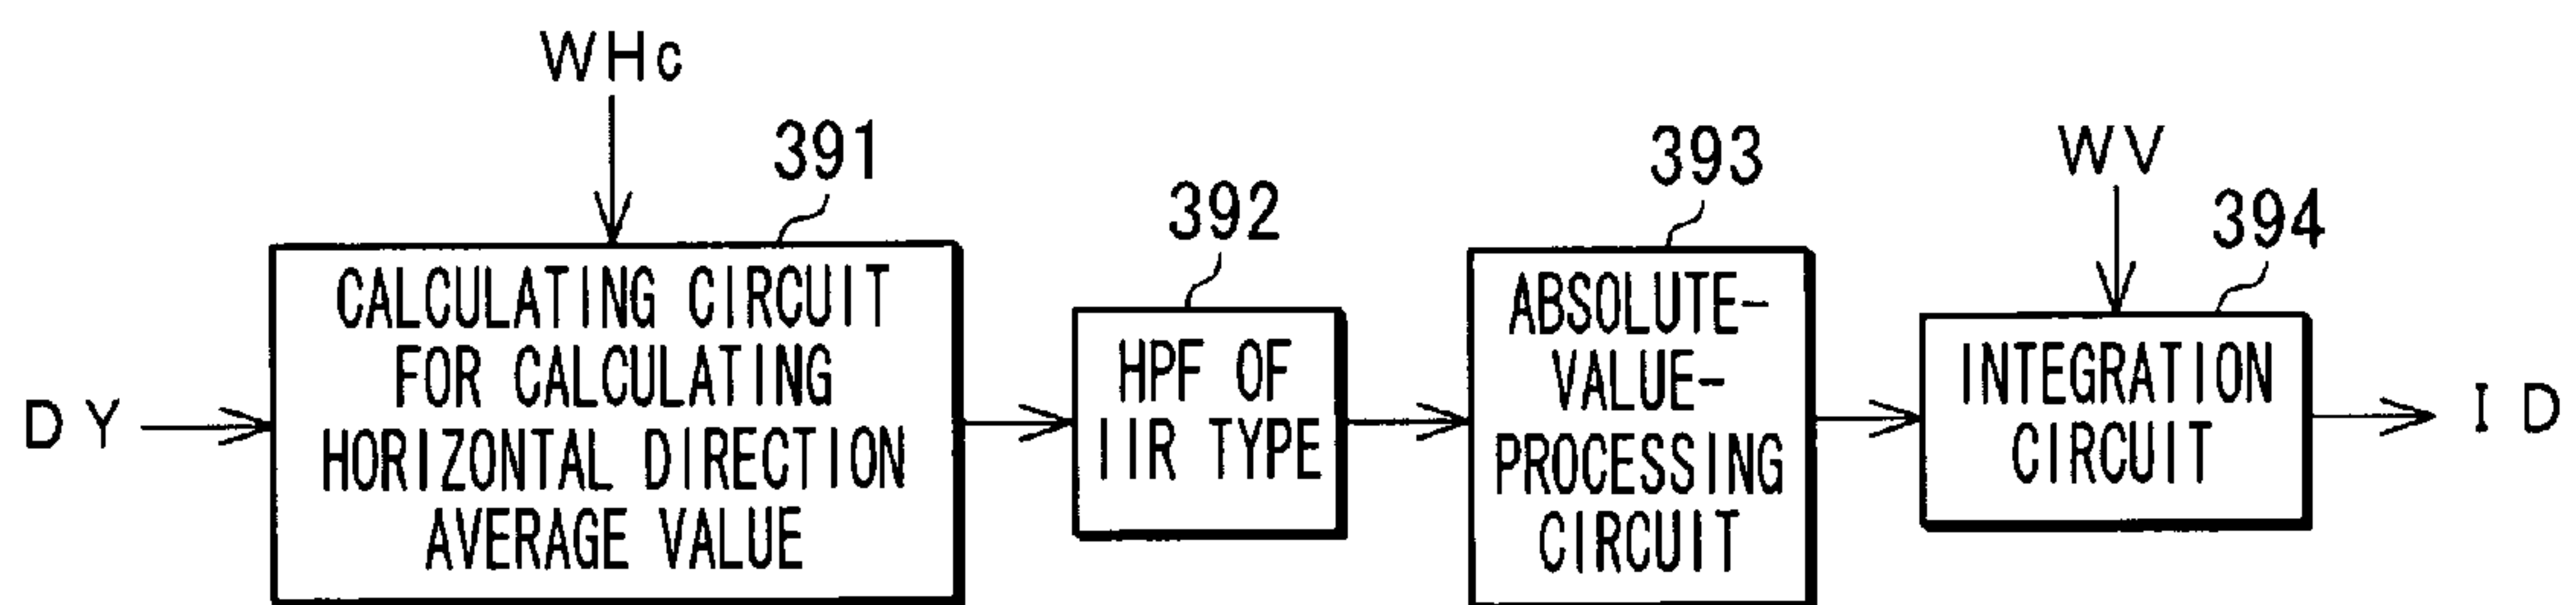 WHc
391
392
393
WV
394
DY
CALCULATING CIRCUIT
FOR CALCULATING
HORIZONTAL DIRECTION
AVERAGE VALUE
HPF OF
IIR TYPE
ABSOLUTE-
VALUE-
PROCESSING
CIRCUIT
INTEGRATION
CIRCUIT
ID